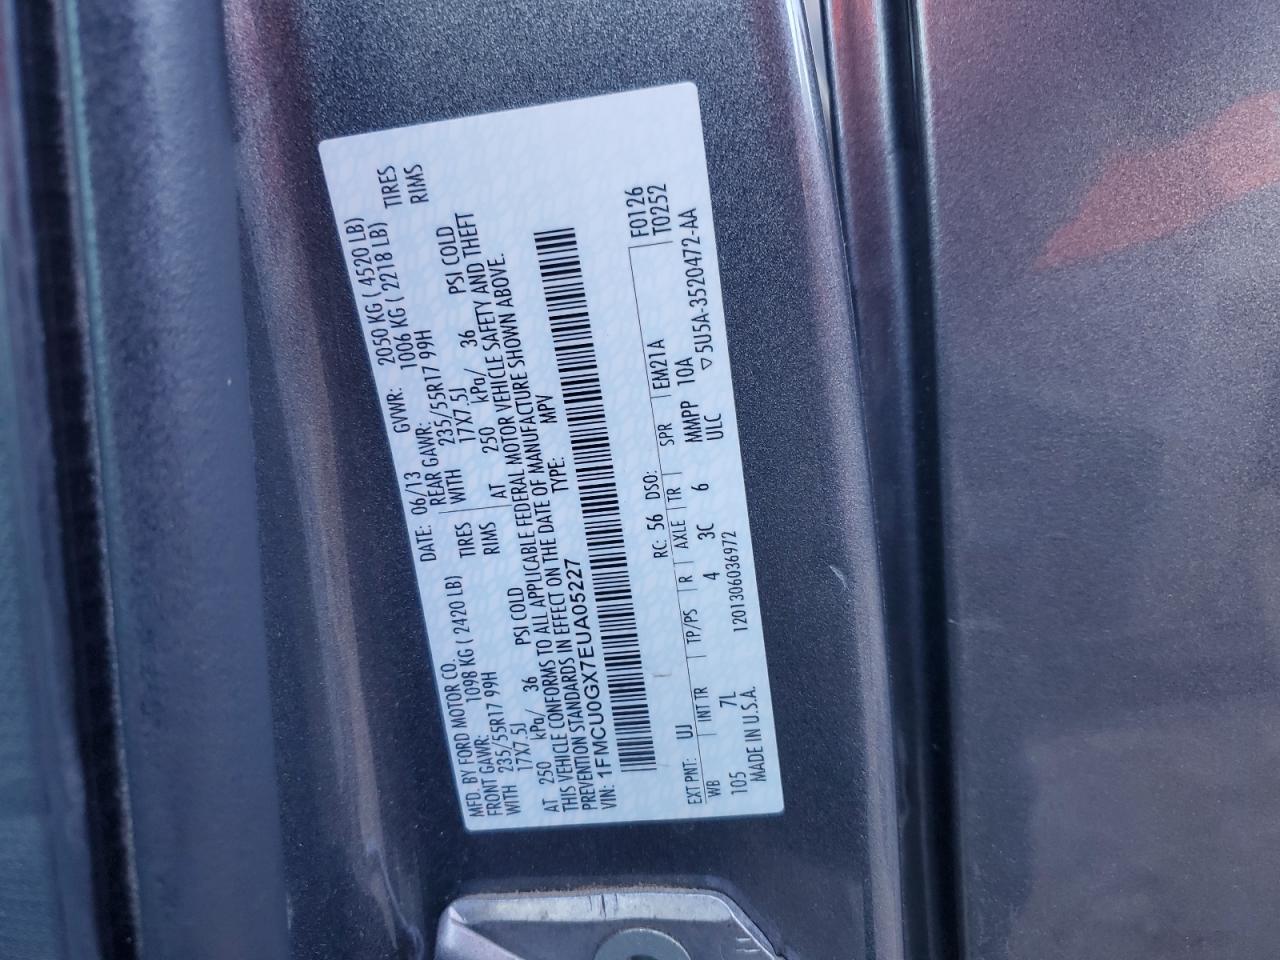 MFD. BY FORD MOTOR CO.
DATE: 06/13 GVWR: 2050 KG ( 4520 LB)
FRONT GAWR: 1098 KG ( 2420 LB) REAR GAWR: 1006 KG ( 2218 LB)
WITH 235/55R17 99H TIRES WITH 235/55R17 99H TIRES
17X7.5J RIMS 17X7.5J RIMS
AT 250 kPa/ 36 PSI COLD AT 250 kPa/ 36 PSI COLD
THIS VEHICLE CONFORMS TO ALL APPLICABLE FEDERAL MOTOR VEHICLE SAFETY AND THEFT
PREVENTION STANDARDS IN EFFECT ON THE DATE OF MANUFACTURE SHOWN ABOVE.
VIN: 1FMCU0GX7EUA05227 TYPE: MPV
F0126
EXT PNT: UJ RC: 56 DSO: T0252
WB INT TR TP/PS R AXLE TR SPR EM21A
105 7L 4 3C 6 MMPP 10A
MADE IN U.S.A. 1201306036972 ULC ▽5U5A-3520472-AA